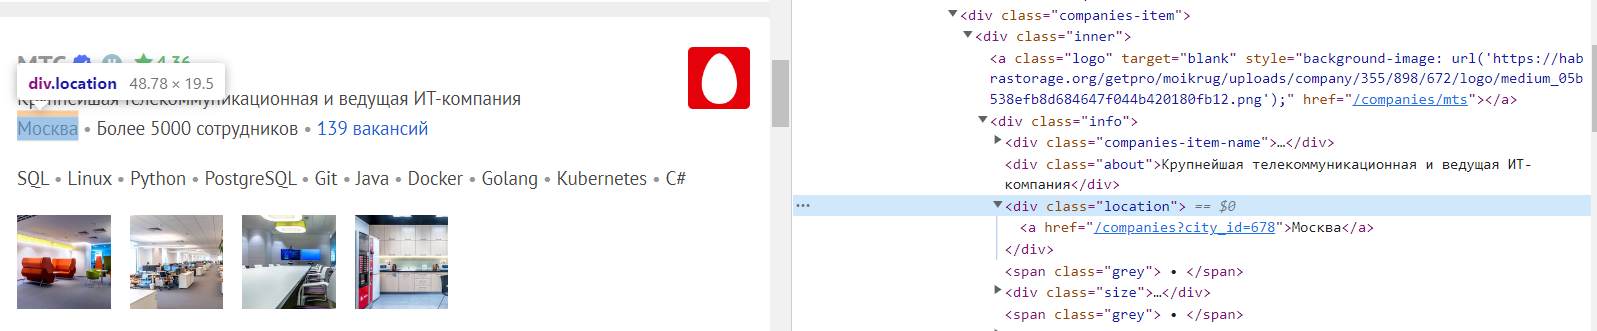 4,36
div.location 48.78 × 19.5
Крупнейшая телекоммуникационная и ведущая ИТ-компания
Москва • Более 5000 сотрудников • 139 вакансий
SQL • Linux • Python • PostgreSQL • Git • Java • Docker • Golang • Kubernetes • C#
<div class="companies-item">
<div class="inner">
<a class="logo" target="blank" style="background-image: url('https://hab
rastorage.org/getpro/moikrug/uploads/company/355/898/672/logo/medium_05b
538efb8d684647f044b420180fb12.png');" href="/companies/mts"></a>
<div class="info">
<div class="companies-item-name">…</div>
<div class="about">Крупнейшая телекоммуникационная и ведущая ИТ-
компания</div>
<div class="location"> == $0
<a href="/companies?city_id=678">Москва</a>
</div>
<span class="grey"> • </span>
<div class="size">…</div>
<span class="grey"> • </span>